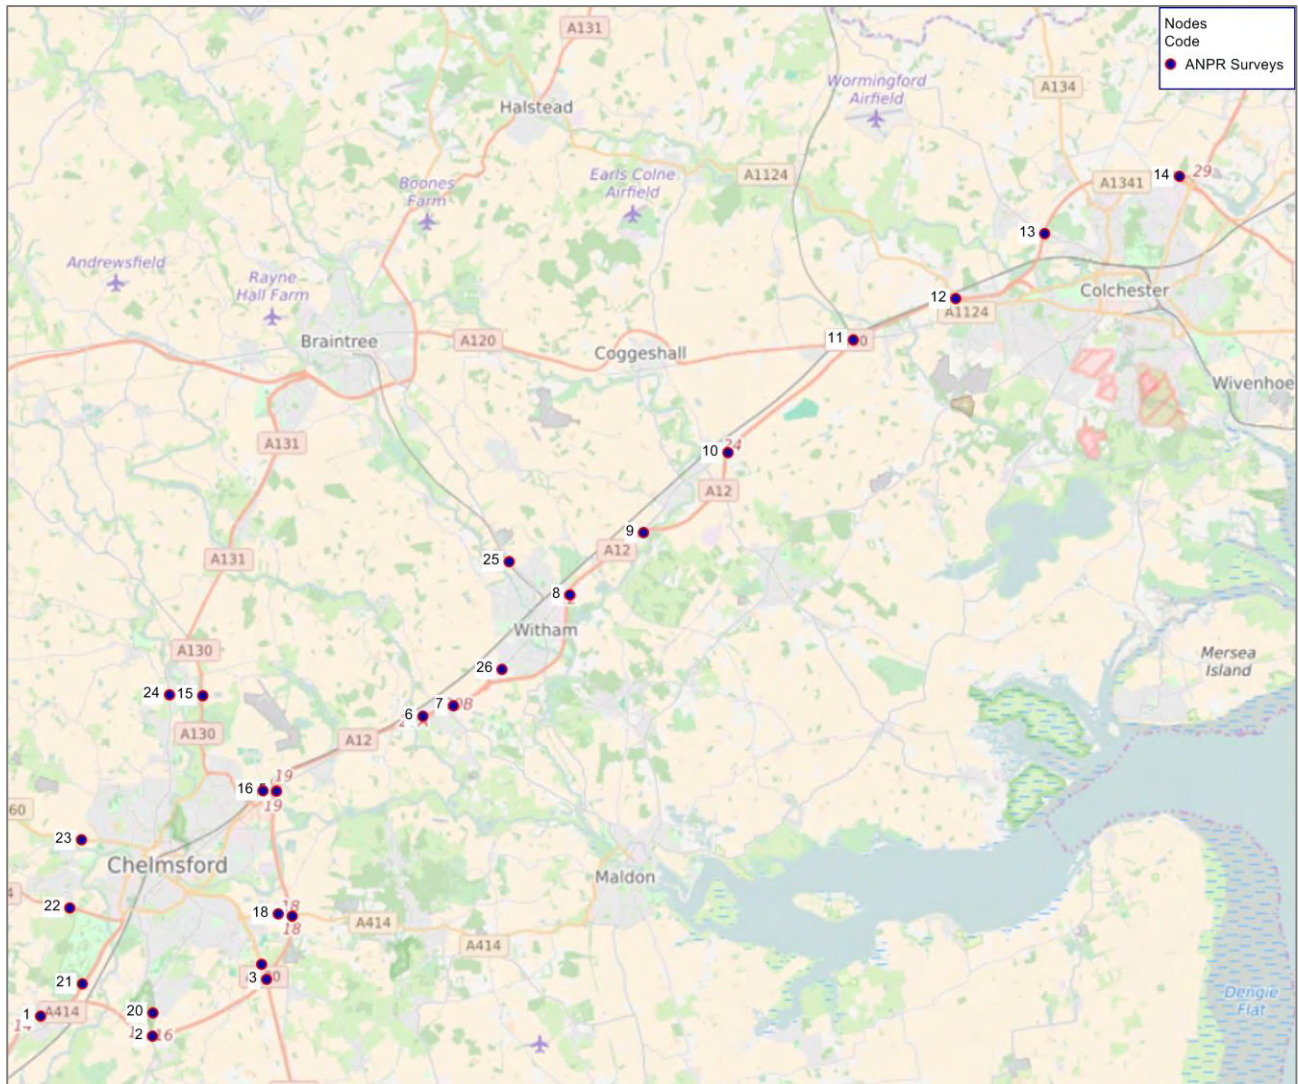 Nodes
Code
ANPR Surveys
A131
Wormingford
Airfield
A134
Halstead
Earls Colne
Airfield
A1124
14
29
A1341
Boones
Farm
13
Andrewsfield
Rayne
Hall Farm
12
Colchester
A1124
Braintree
A120
Coggeshall
11
Wivenhoe
A131
10
24
A12
9
A12
25
A131
8
Witham
A130
26
Mersea
Island
24
15
7
6
A130
A12
19
16
19
60
23
Chelmsford
Maldon
22
18
18
A414
18
A414
3
21
Dengie
Flat
20
1
A414
14
2
16